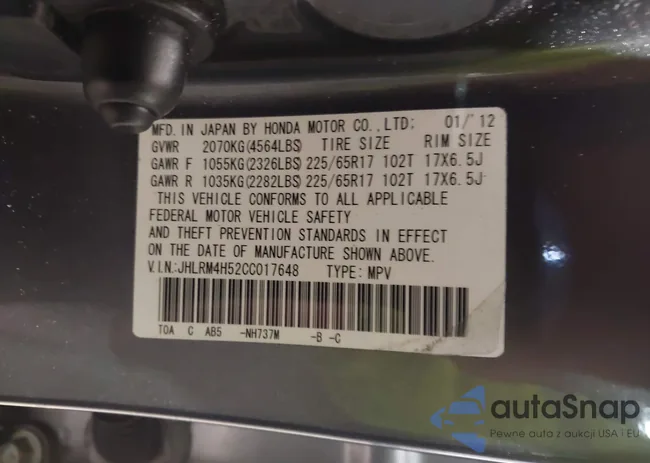 MFD. IN JAPAN BY HONDA MOTOR CO.,LTD; 01/'12
GVWR 2070KG(4564LBS) TIRE SIZE RIM SIZE
GAWR F 1055KG(2326LBS) 225/65R17 102T 17X6.5J
GAWR R 1035KG(2282LBS) 225/65R17 102T 17X6.5J
THIS VEHICLE CONFORMS TO ALL APPLICABLE
FEDERAL MOTOR VEHICLE SAFETY
AND THEFT PREVENTION STANDARDS IN EFFECT
ON THE DATE OF MANUFACTURE SHOWN ABOVE.
V.I.N.:JHLRM4H52CC017648 TYPE: MPV
TOA C AB5 -NH737M -B -C
autaSnap
Pewne auta z aukcji USA i EU